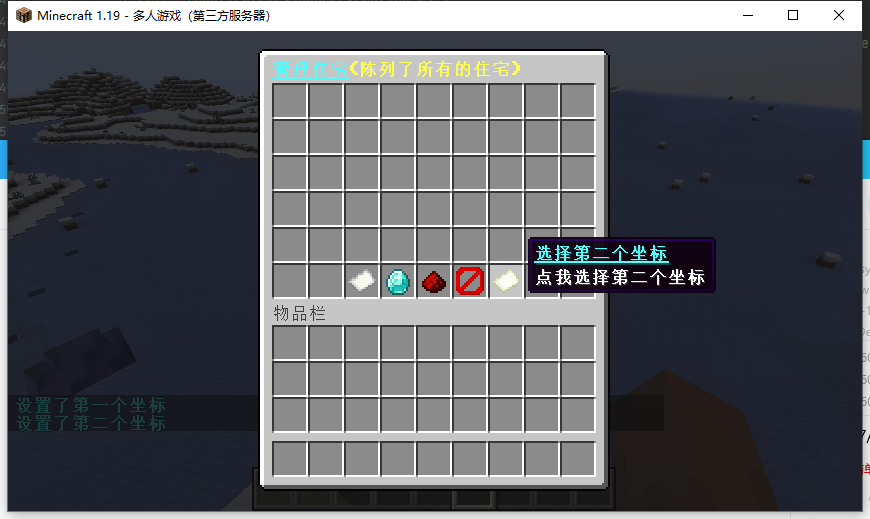 Minecraft 1.19 - 多人游戏（第三方服务器）
管理住宅《陈列了所有的住宅》
选择第二个坐标
点我选择第二个坐标
物品栏
设置了第一个坐标
设置了第二个坐标